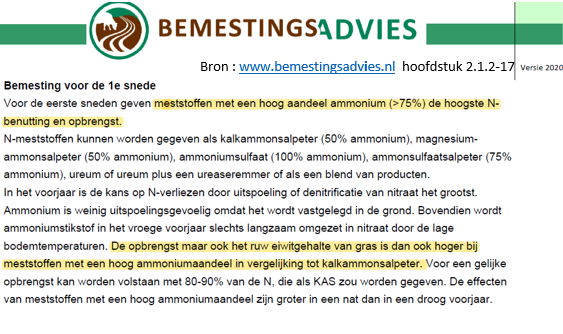 BEMESTINGSADVIES
Bron : www.bemestingsadvies.nl hoofdstuk 2.1.2-17
Versie 2020
Bemesting voor de 1e snede
Voor de eerste sneden geven meststoffen met een hoog aandeel ammonium (>75%) de hoogste N-
benutting en opbrengst.
N-meststoffen kunnen worden gegeven als kalkammonsalpeter (50% ammonium), magnesium-
ammonsalpeter (50% ammonium), ammoniumsulfaat (100% ammonium), ammonsulfaatsalpeter (75%
ammonium), ureum of ureum plus een ureaseremmer of als een blend van producten.
In het voorjaar is de kans op N-verliezen door uitspoeling of denitrificatie van nitraat het grootst.
Ammonium is weinig uitspoelingsgevoelig omdat het wordt vastgelegd in de grond. Bovendien wordt
ammoniumstikstof in het vroege voorjaar slechts langzaam omgezet in nitraat door de lage
bodemtemperaturen. De opbrengst maar ook het ruw eiwitgehalte van gras is dan ook hoger bij
meststoffen met een hoog ammoniumaandeel in vergelijking tot kalkammonsalpeter. Voor een gelijke
opbrengst kan worden volstaan met 80-90% van de N, die als KAS zou worden gegeven. De effecten
van meststoffen met een hoog ammoniumaandeel zijn groter in een nat dan in een droog voorjaar.